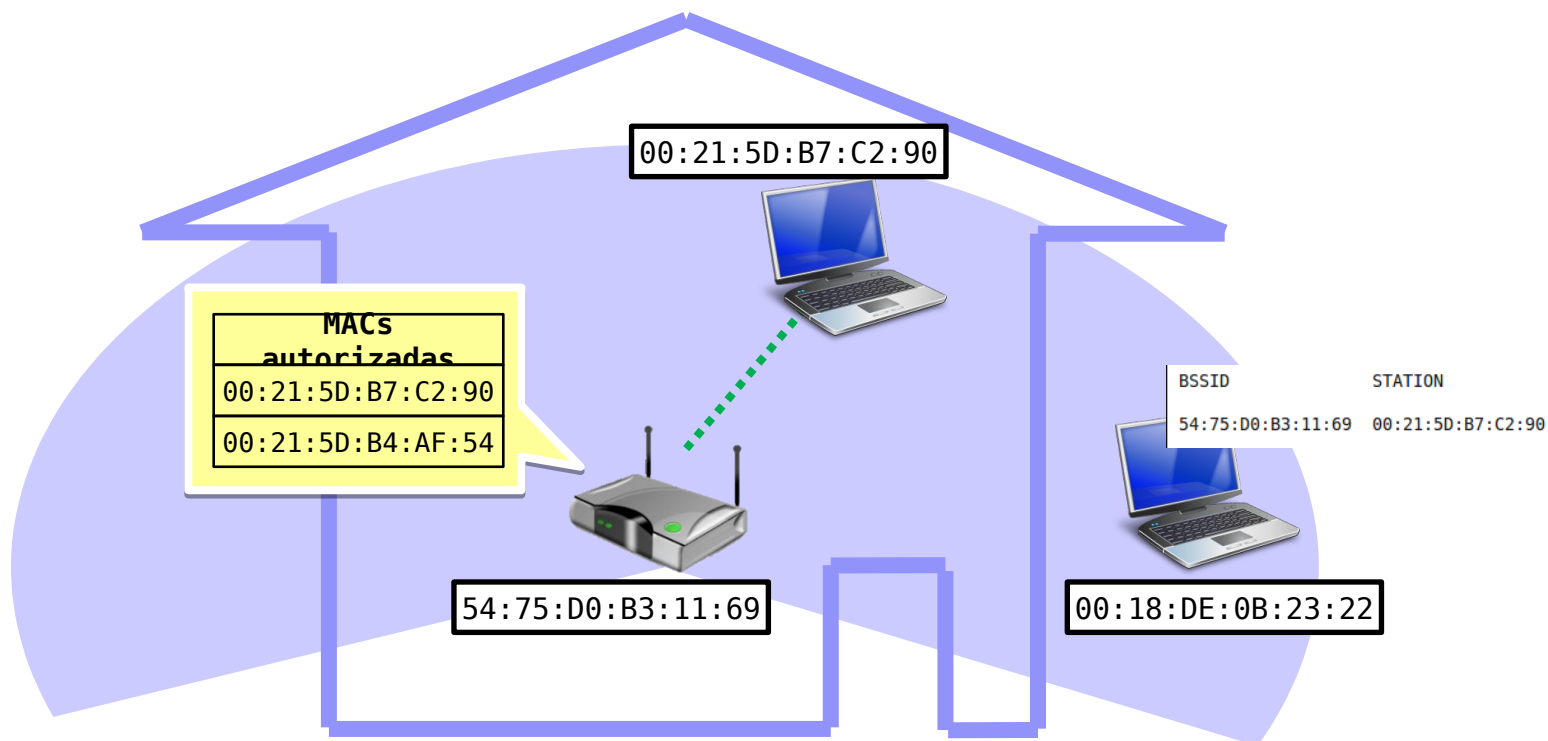 00:21:5D:B7:C2:90
MACs
autorizadas
00:21:5D:B7:C2:90
00:21:5D:B4:AF:54
BSSID STATION
54:75:D0:B3:11:69 00:21:5D:B7:C2:90
54:75:D0:B3:11:69
00:18:DE:0B:23:22